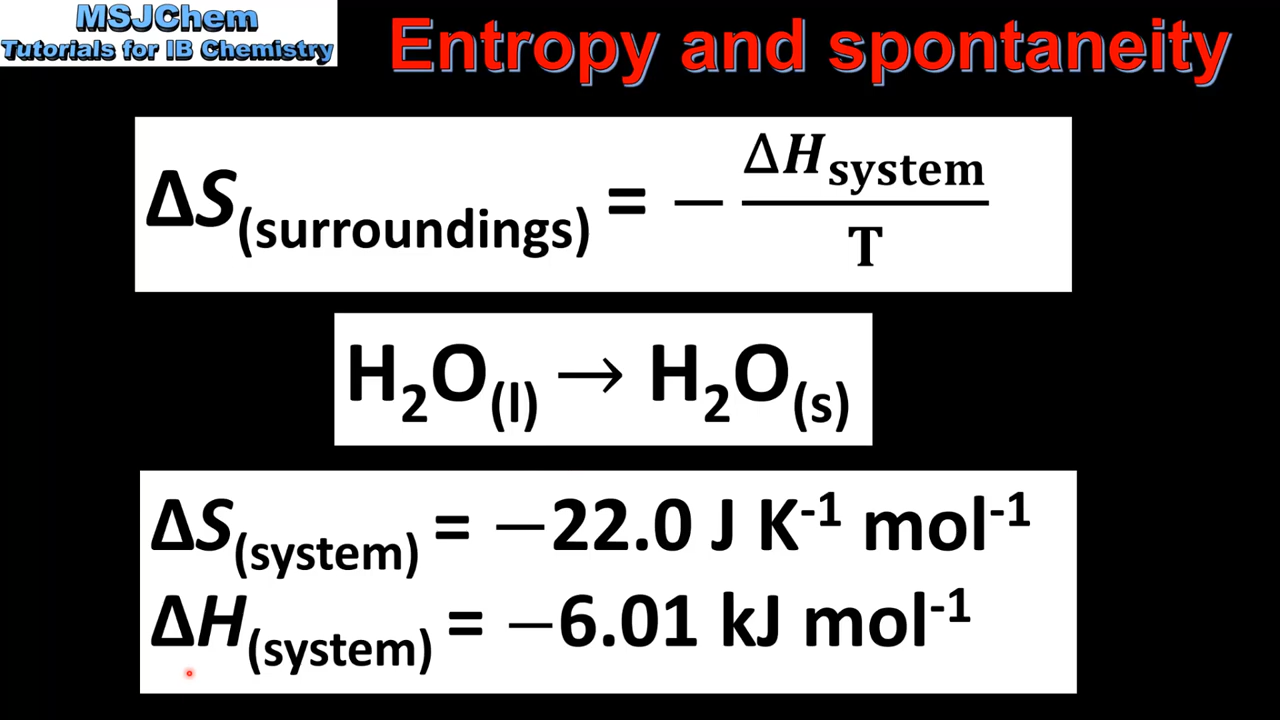 MSJChem
Tutorials for IB Chemistry
Entropy and spontaneity
ΔS(surroundings) = − ΔHsystem / T
H₂O(l) → H₂O(s)
ΔS(system) = −22.0 J K⁻¹ mol⁻¹
ΔH(system) = −6.01 kJ mol⁻¹